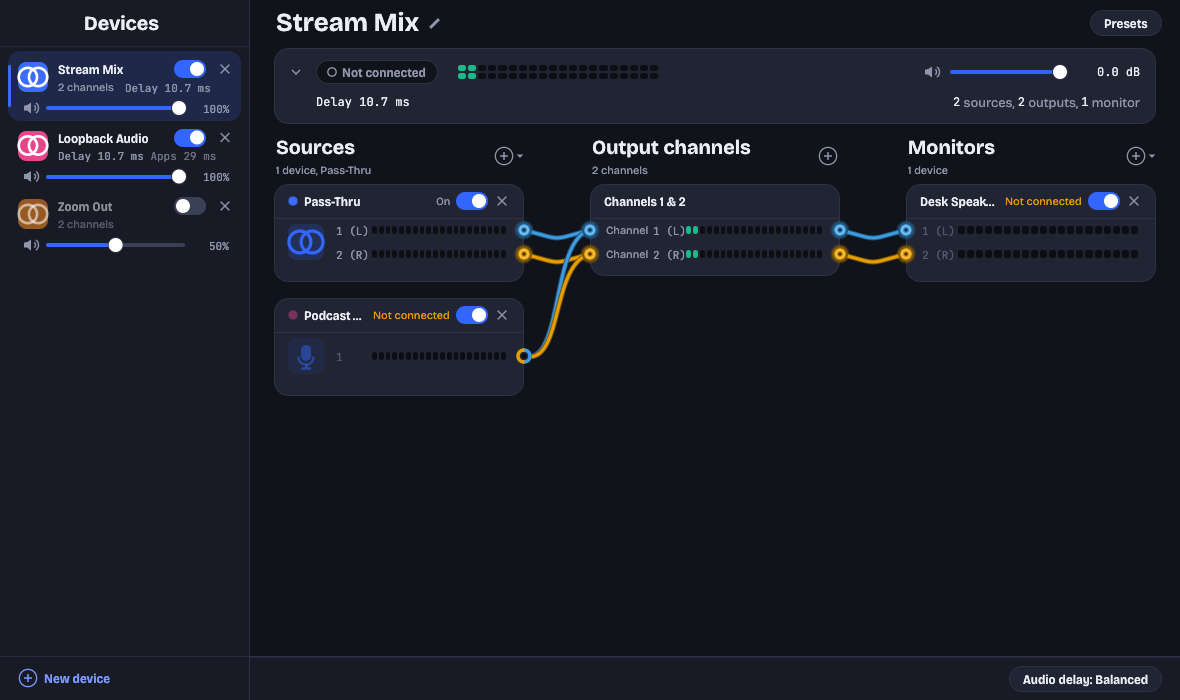 Devices
Stream Mix
2 channels Delay 10.7 ms
100%
Loopback Audio
Delay 10.7 ms Apps 29 ms
100%
Zoom Out
2 channels
50%
New device
Stream Mix
Presets
Not connected
0.0 dB
Delay 10.7 ms
2 sources, 2 outputs, 1 monitor
Sources
1 device, Pass-Thru
Pass-Thru On
1 (L)
2 (R)
Podcast ... Not connected
1
Output channels
2 channels
Channels 1 & 2
Channel 1 (L)
Channel 2 (R)
Monitors
1 device
Desk Speak... Not connected
1 (L)
2 (R)
Audio delay: Balanced